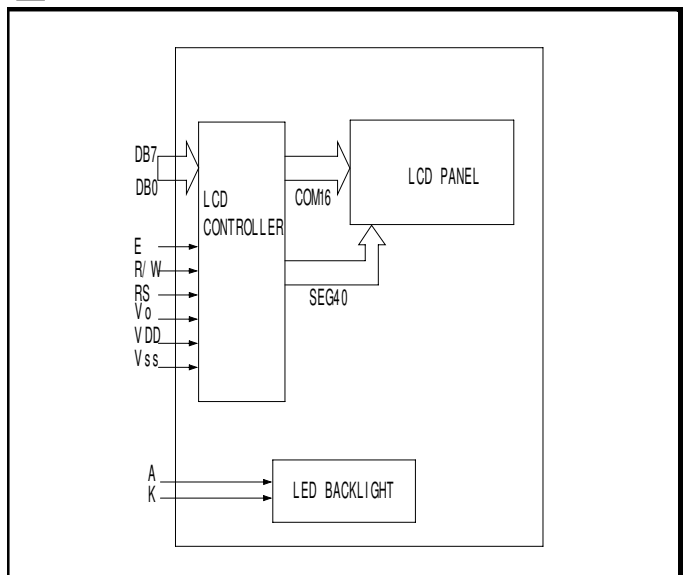 DB7
DB0
LCD
CONTROLLER
COM16
LCD PANEL
SEG40
E
R/W
RS
Vo
VDD
Vss
A
K
LED BACKLIGHT